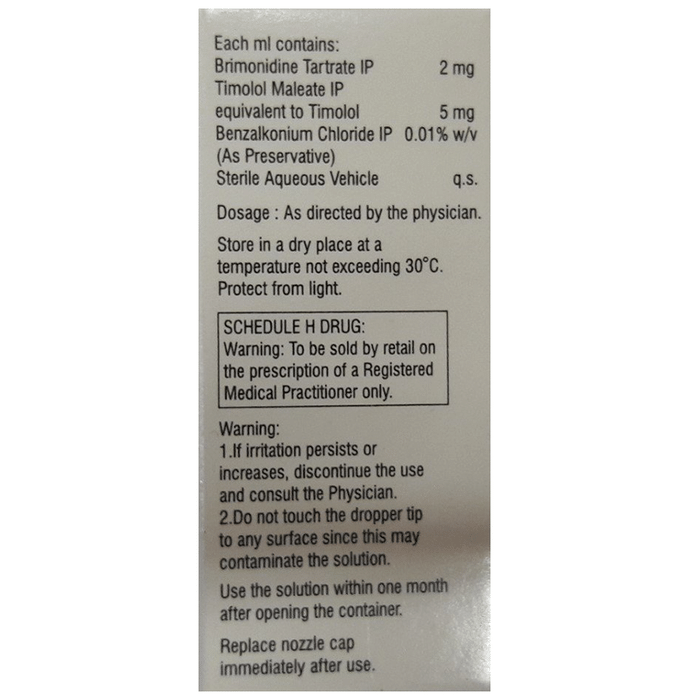 Each ml contains:
Brimonidine Tartrate IP 2 mg
Timolol Maleate IP
equivalent to Timolol 5 mg
Benzalkonium Chloride IP 0.01% w/v
(As Preservative)
Sterile Aqueous Vehicle q.s.
Dosage : As directed by the physician.
Store in a dry place at a
temperature not exceeding 30°C.
Protect from light.
SCHEDULE H DRUG:
Warning: To be sold by retail on
the prescription of a Registered
Medical Practitioner only.
Warning:
1.If irritation persists or
increases, discontinue the use
and consult the Physician.
2.Do not touch the dropper tip
to any surface since this may
contaminate the solution.
Use the solution within one month
after opening the container.
Replace nozzle cap
immediately after use.